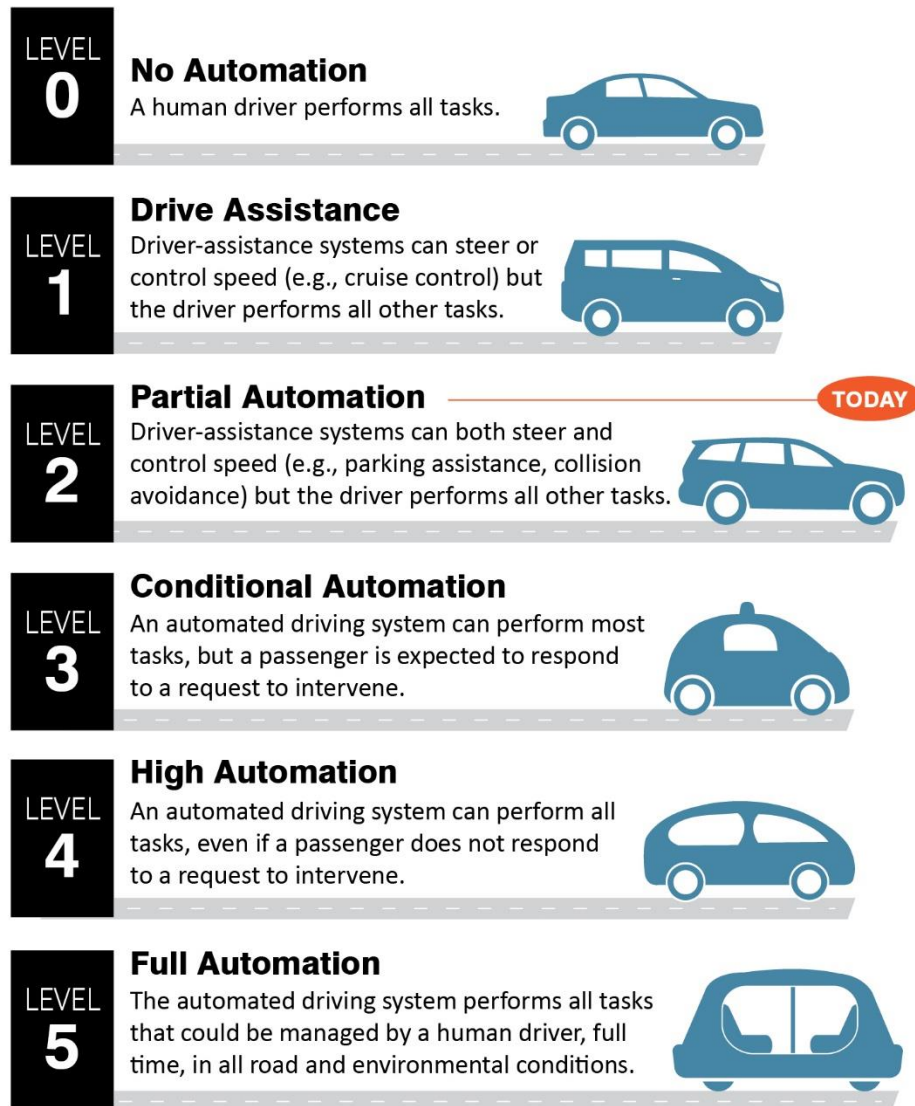 LEVEL
0
No Automation
A human driver performs all tasks.
LEVEL
1
Drive Assistance
Driver-assistance systems can steer or
control speed (e.g., cruise control) but
the driver performs all other tasks.
LEVEL
2
Partial Automation
TODAY
Driver-assistance systems can both steer and
control speed (e.g., parking assistance, collision
avoidance) but the driver performs all other tasks.
LEVEL
3
Conditional Automation
An automated driving system can perform most
tasks, but a passenger is expected to respond
to a request to intervene.
LEVEL
4
High Automation
An automated driving system can perform all
tasks, even if a passenger does not respond
to a request to intervene.
LEVEL
5
Full Automation
The automated driving system performs all tasks
that could be managed by a human driver, full
time, in all road and environmental conditions.